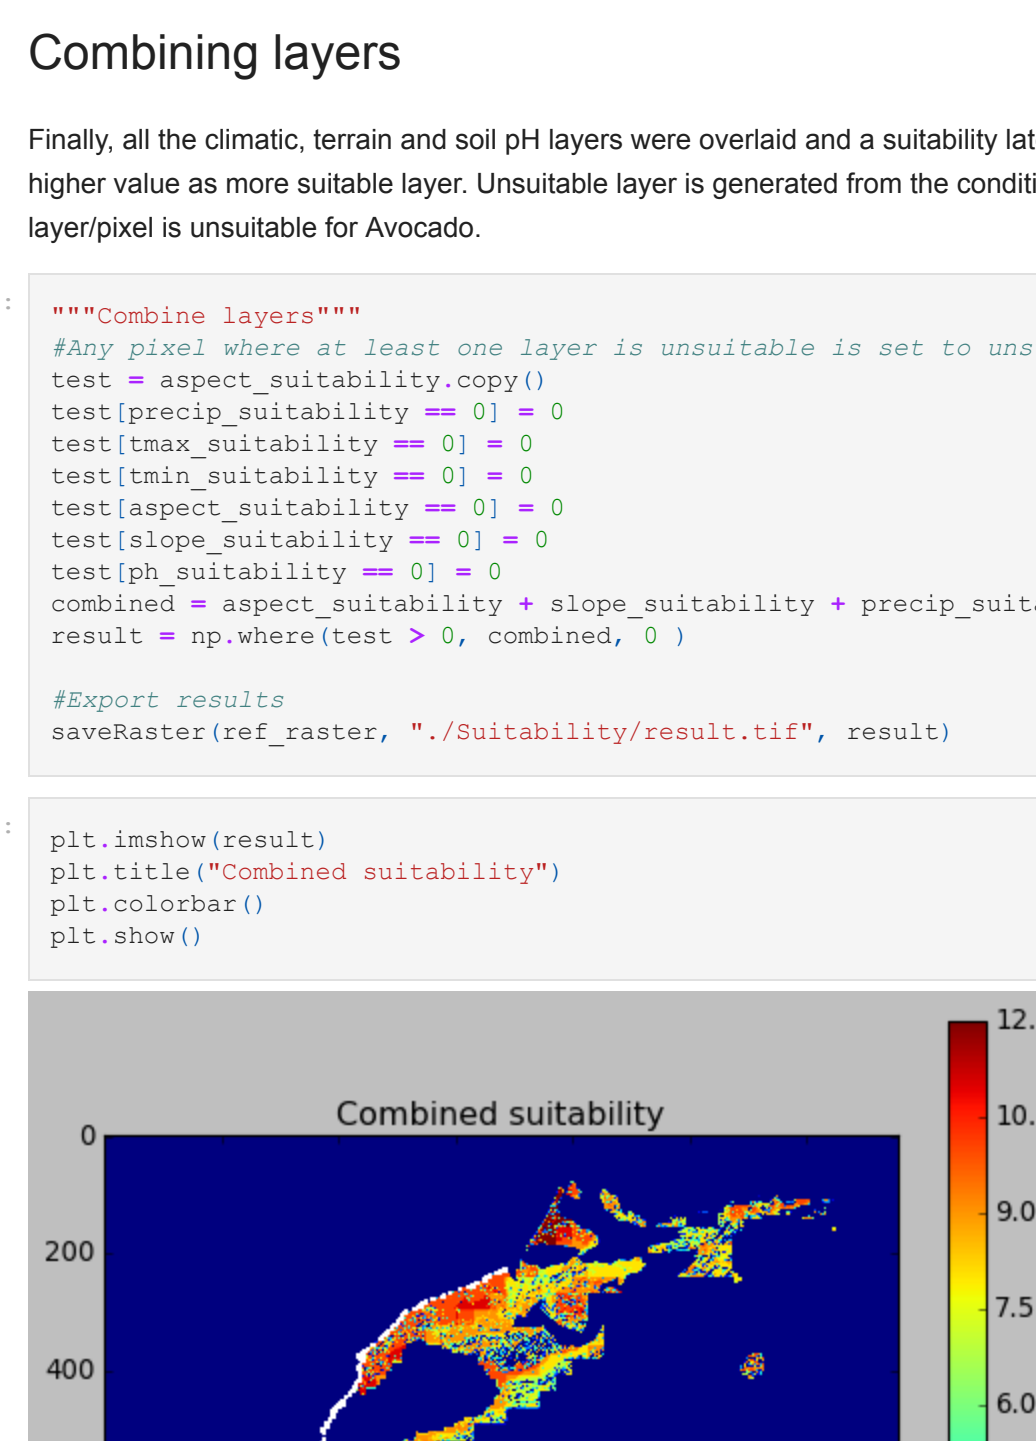 Combining layers
Finally, all the climatic, terrain and soil pH layers were overlaid and a suitability
higher value as more suitable layer. Unsuitable layer is generated from the
layer/pixel is unsuitable for Avocado.
:
"""Combine layers"""
#Any pixel where at least one layer is unsuitable is set to
test = aspect_suitability.copy()
test[precip_suitability == 0] = 0
test[tmax_suitability == 0] = 0
test[tmin_suitability == 0] = 0
test[aspect_suitability == 0] = 0
test[slope_suitability == 0] = 0
test[ph_suitability == 0] = 0
combined = aspect_suitability + slope_suitability +
result = np.where(test > 0, combined, 0 )
#Export results
saveRaster(ref_raster, "./Suitability/result.tif", result)
:
plt.imshow(result)
plt.title("Combined suitability")
plt.colorbar()
plt.show()
Combined suitability
0
200
400
12.
10.
9.0
7.5
6.0